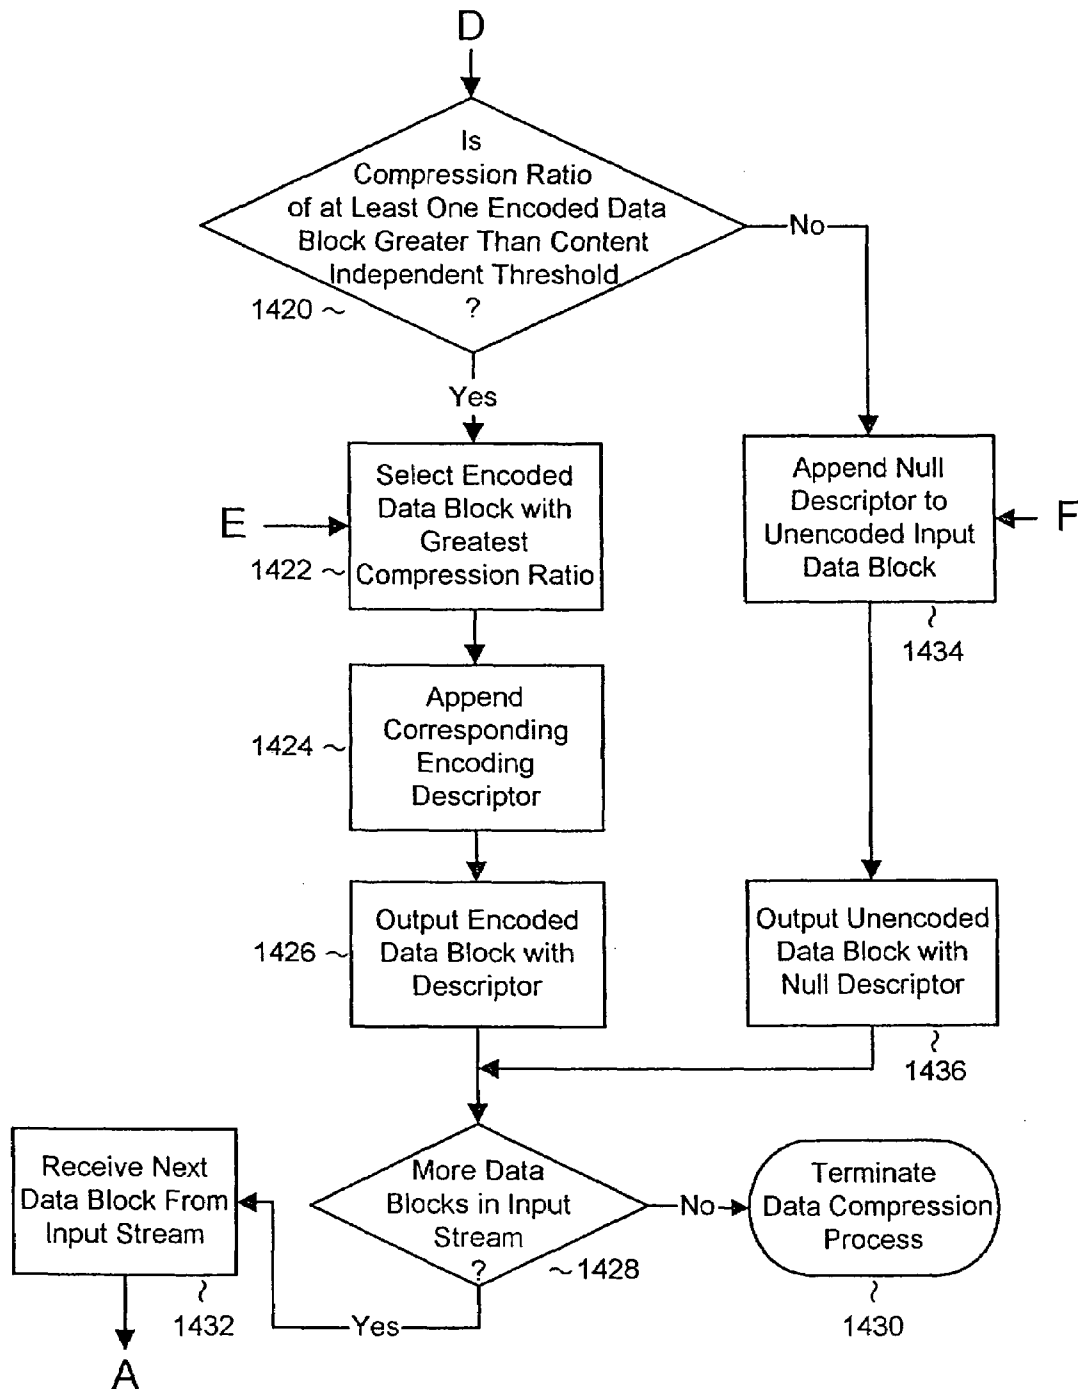 D
Is
Compression Ratio
of at Least One Encoded Data
Block Greater Than Content
Independent Threshold
?
1420 ~
No
Yes
Select Encoded
Data Block with
Greatest
Compression Ratio
E
1422 ~
Append Null
Descriptor to
Unencoded Input
Data Block
F
1434
Append
Corresponding
Encoding
Descriptor
1424 ~
Output Encoded
Data Block with
Descriptor
1426 ~
Output Unencoded
Data Block with
Null Descriptor
1436
Receive Next
Data Block From
Input Stream
1432
A
More Data
Blocks in Input
Stream
?
~1428
Yes
No
Terminate
Data Compression
Process
1430